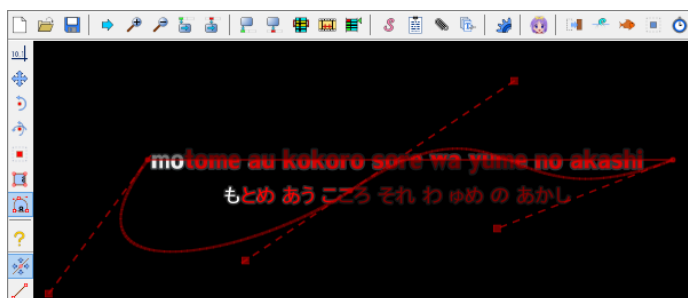 motome au kokoro sore wa yume no akashi
もとめ あう こころ それ わ ゆめ の あかし